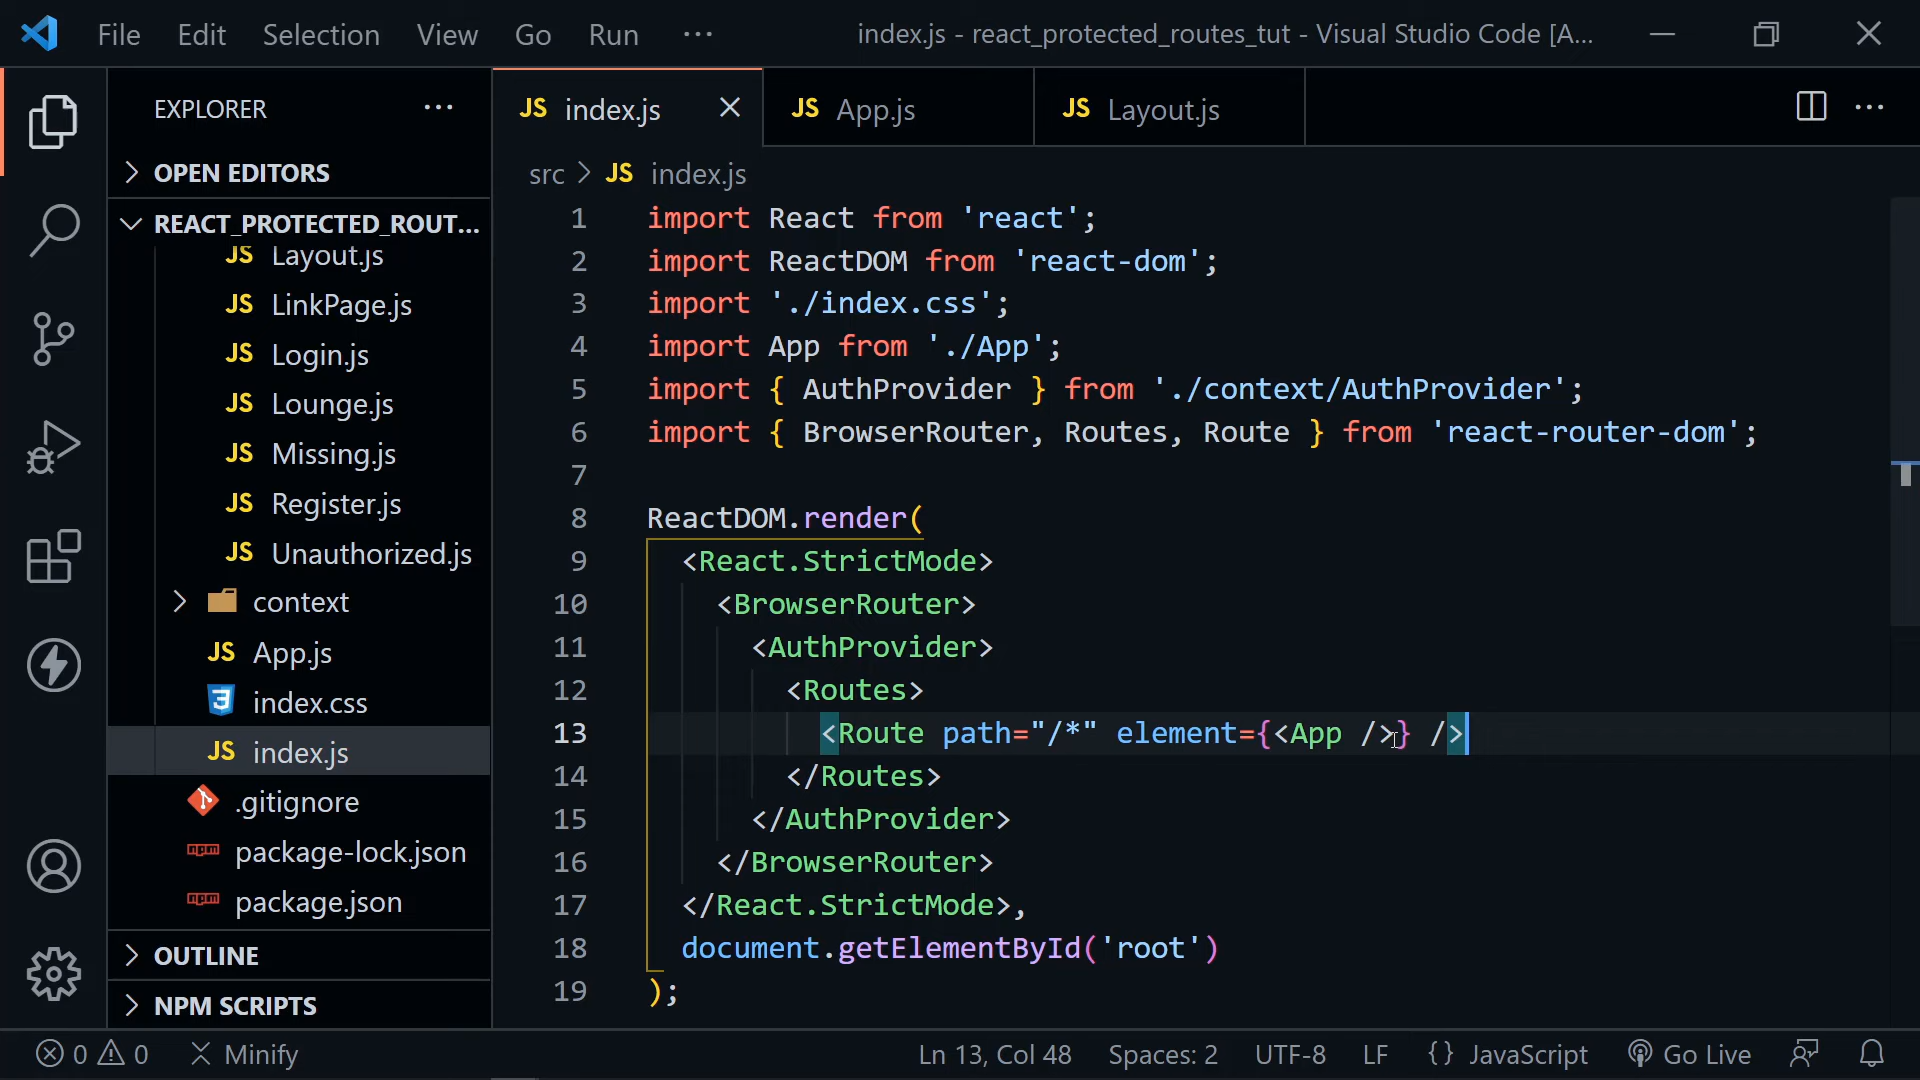 File Edit Selection View Go Run ··· index.js - react_protected_routes_tut - Visual Studio Code [A...
EXPLORER ···
OPEN EDITORS
REACT_PROTECTED_ROUT...
JS Layout.js
JS LinkPage.js
JS Login.js
JS Lounge.js
JS Missing.js
JS Register.js
JS Unauthorized.js
context
JS App.js
index.css
JS index.js
.gitignore
package-lock.json
package.json
OUTLINE
NPM SCRIPTS
JS index.js JS App.js JS Layout.js
src > JS index.js
1 import React from 'react';
2 import ReactDOM from 'react-dom';
3 import './index.css';
4 import App from './App';
5 import { AuthProvider } from './context/AuthProvider';
6 import { BrowserRouter, Routes, Route } from 'react-router-dom';
7
8 ReactDOM.render(
9 <React.StrictMode>
10 <BrowserRouter>
11 <AuthProvider>
12 <Routes>
13 <Route path="/*" element={<App />} />
14 </Routes>
15 </AuthProvider>
16 </BrowserRouter>
17 </React.StrictMode>,
18 document.getElementById('root')
19 );
0 0 Minify Ln 13, Col 48 Spaces: 2 UTF-8 LF {} JavaScript Go Live